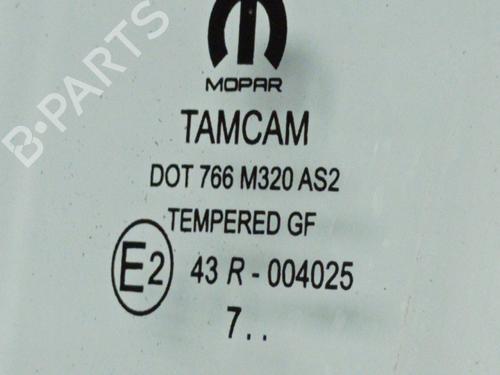 B-PARTS
MOPAR
TAMCAM
DOT 766 M320 AS2
TEMPERED GF
E2 43 R - 004025
7..